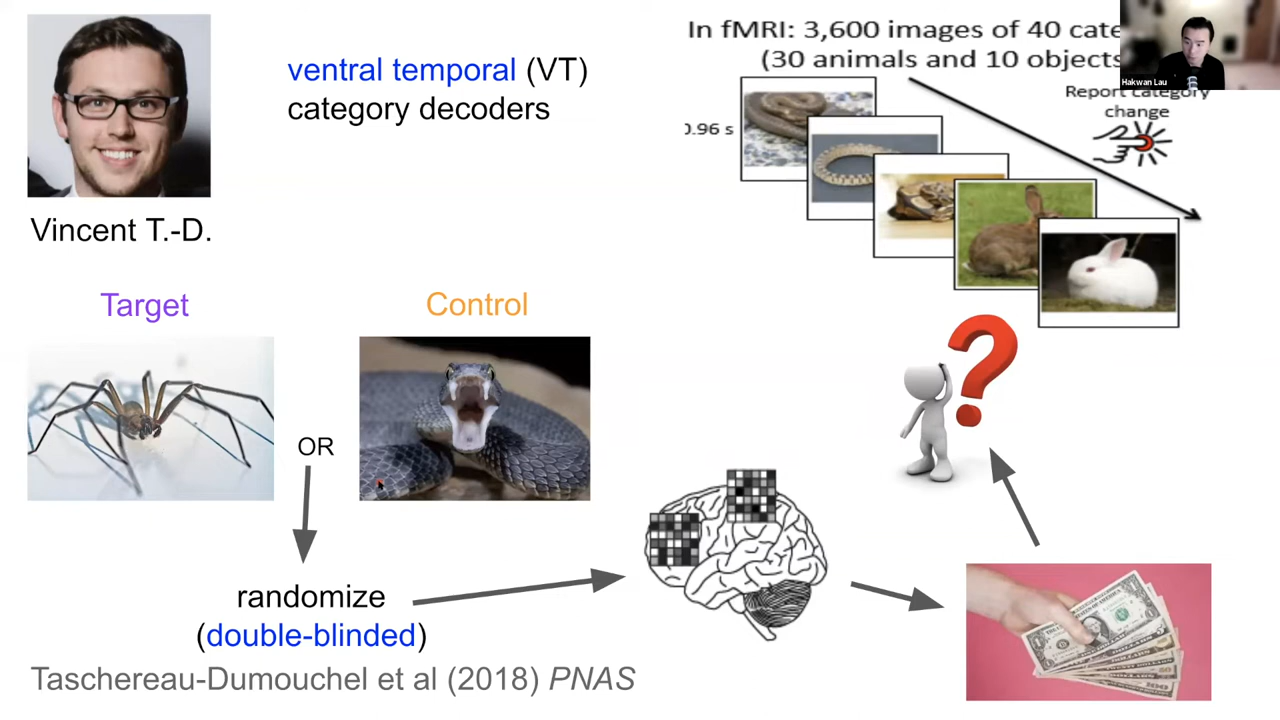 ventral temporal (VT)
category decoders
Vincent T.-D.
In fMRI: 3,600 images of 40
(30 animals and 10 objects
Hakwan Lau
Report category
change
0.96 s
Target
Control
OR
randomize
(double-blinded)
Taschereau-Dumouchel et al (2018) PNAS